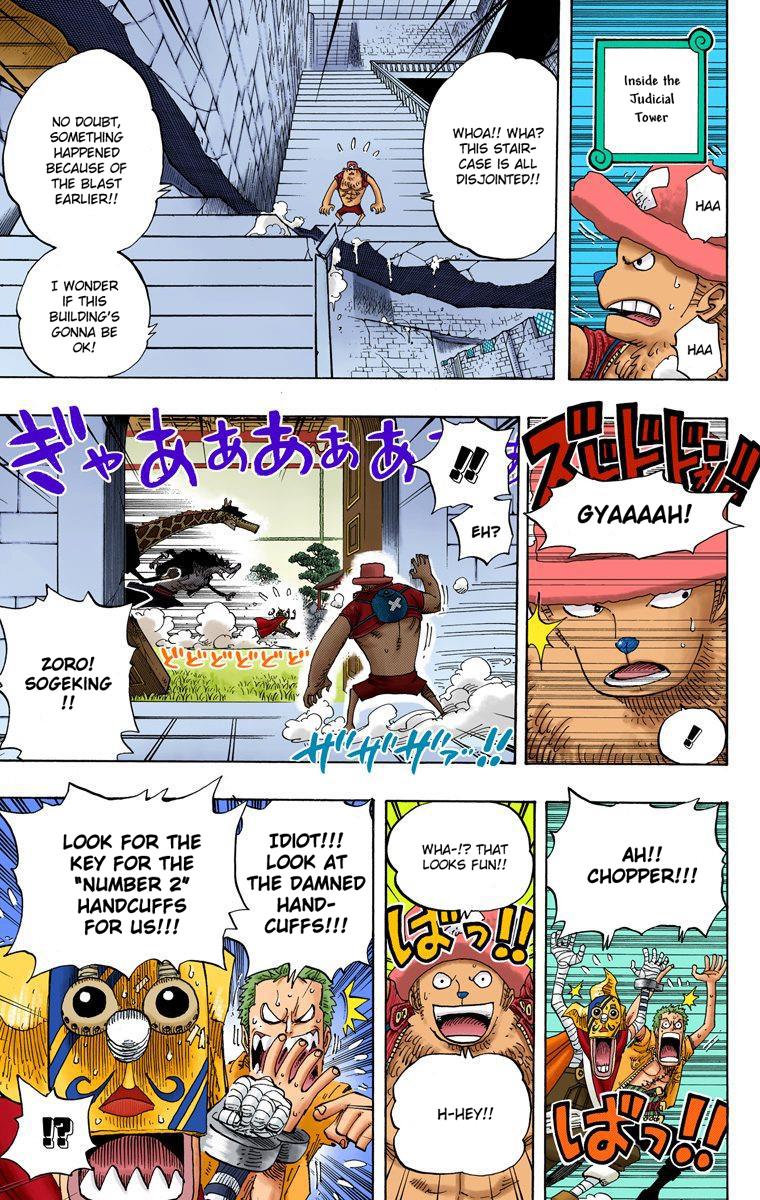 Inside the
Judicial
Tower
HAA
HAA
WHOA!! WHA?
THIS STAIR-
CASE IS ALL
DISJOINTED!!
NO DOUBT,
SOMETHING
HAPPENED
BECAUSE OF
THE BLAST
EARLIER!!
I WONDER
IF THIS
BUILDING'S
GONNA BE
OK!
GYAAAAH!
!
!!
EH?
ぎゃああああぁ
どどどどどど
ZORO!
SOGEKING
!!
ザザザザッ…!!
AH!!
CHOPPER!!!
ばっ!!
WHA-!? THAT
LOOKS FUN!!
ばっ!!
H-HEY!!
IDIOT!!!
LOOK AT
THE DAMNED
HAND-
CUFFS!!!
LOOK FOR THE
KEY FOR THE
"NUMBER 2"
HANDCUFFS
FOR US!!!
!?